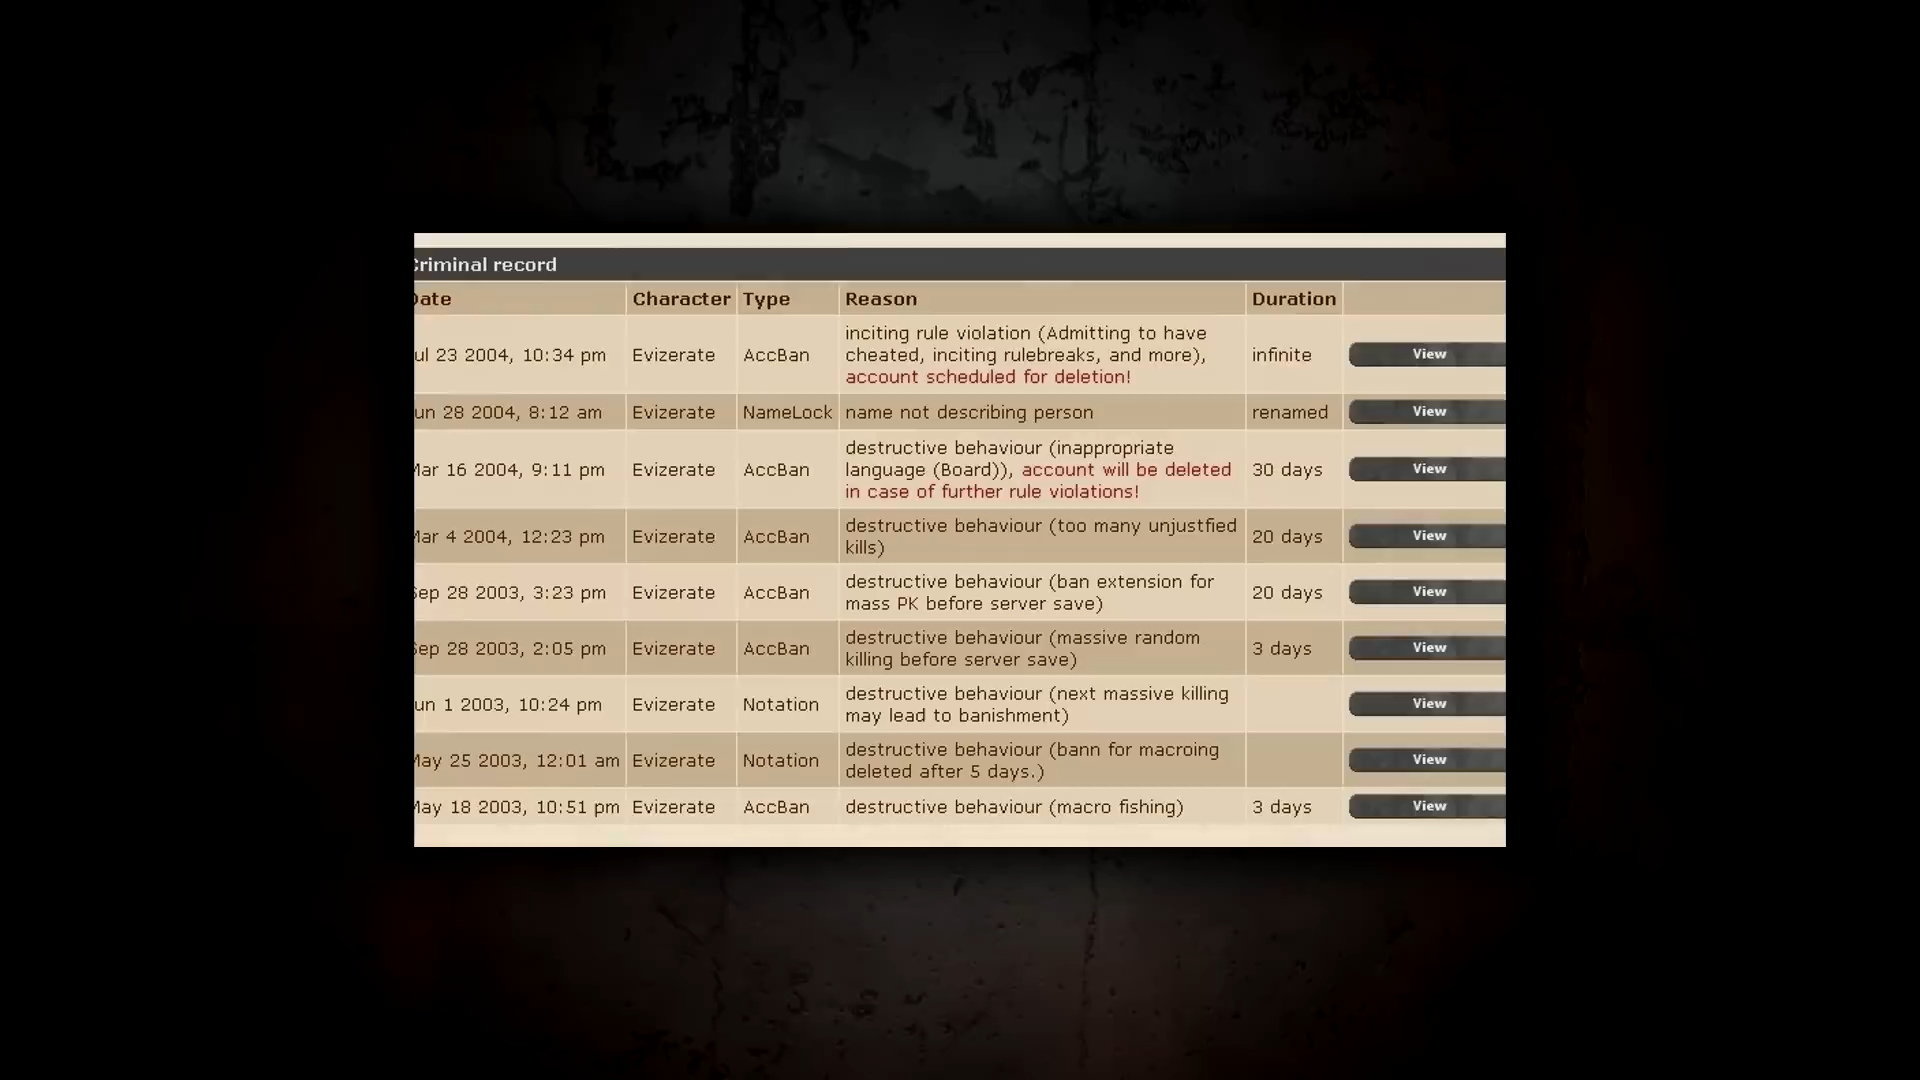 Criminal record
Date Character Type Reason Duration
inciting rule violation (Admitting to have
ul 23 2004, 10:34 pm Evizerate AccBan cheated, inciting rulebreaks, and more), infinite View
account scheduled for deletion!
un 28 2004, 8:12 am Evizerate NameLock name not describing person renamed View
destructive behaviour (inappropriate
Mar 16 2004, 9:11 pm Evizerate AccBan language (Board)), account will be deleted 30 days View
in case of further rule violations!
destructive behaviour (too many unjustfied
Mar 4 2004, 12:23 pm Evizerate AccBan kills) 20 days View
destructive behaviour (ban extension for
Sep 28 2003, 3:23 pm Evizerate AccBan mass PK before server save) 20 days View
destructive behaviour (massive random
Sep 28 2003, 2:05 pm Evizerate AccBan killing before server save) 3 days View
destructive behaviour (next massive killing
un 1 2003, 10:24 pm Evizerate Notation may lead to banishment) View
destructive behaviour (bann for macroing
May 25 2003, 12:01 am Evizerate Notation deleted after 5 days.) View
May 18 2003, 10:51 pm Evizerate AccBan destructive behaviour (macro fishing) 3 days View